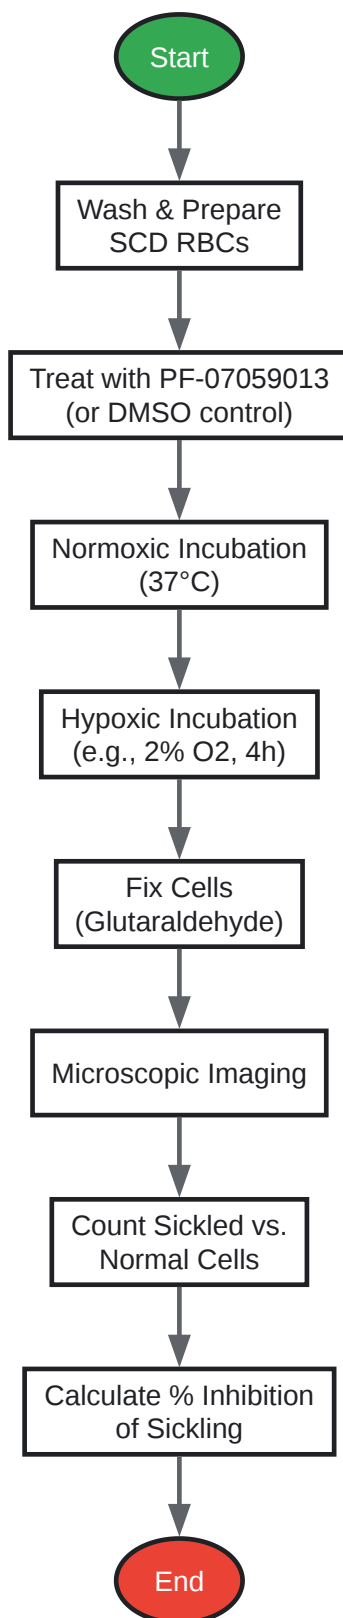 Start
Wash & Prepare
SCD RBCs
Treat with PF-07059013
(or DMSO control)
Normoxic Incubation
(37°C)
Hypoxic Incubation
(e.g., 2% O2, 4h)
Fix Cells
(Glutaraldehyde)
Microscopic Imaging
Count Sickled vs.
Normal Cells
Calculate % Inhibition
of Sickling
End